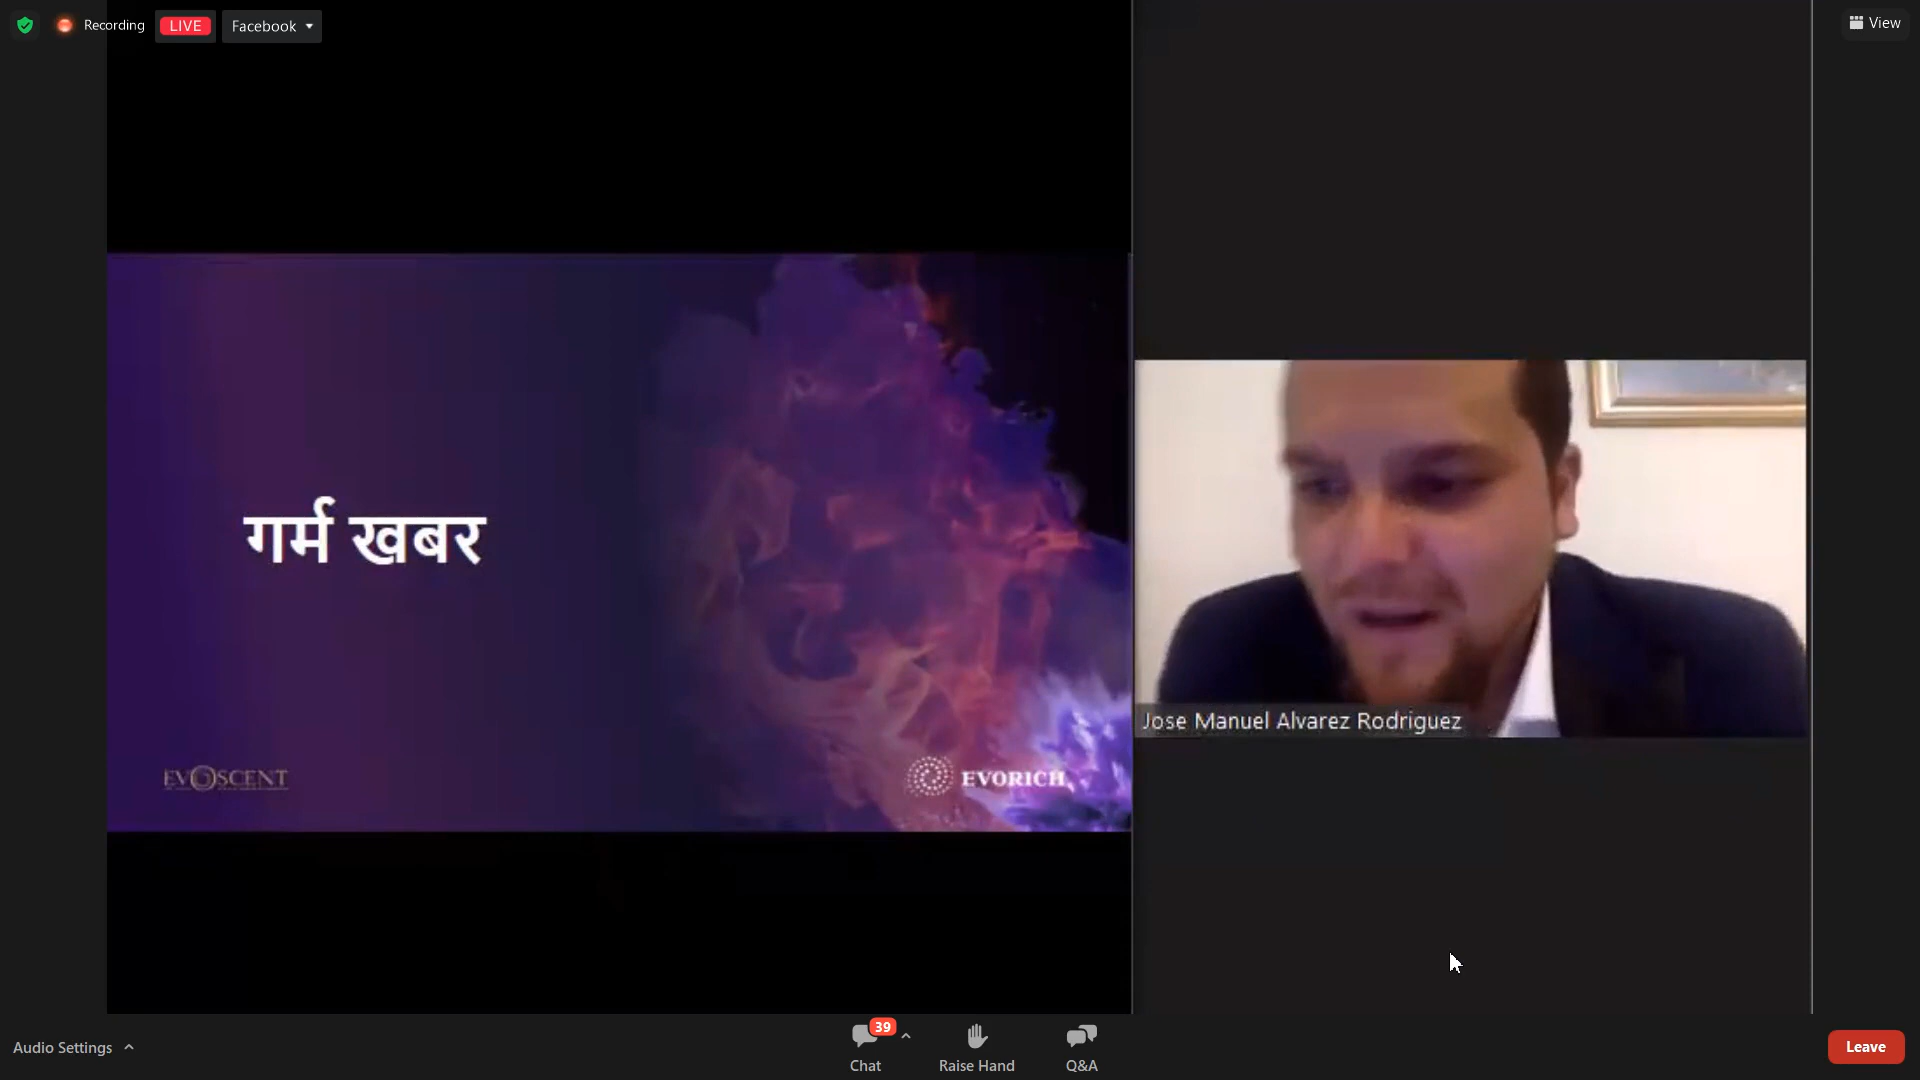 Recording
LIVE
Facebook
View
गर्म खबर
EVOSCENT
EVORICH
Jose Manuel Alvarez Rodriguez
Audio Settings
39
Chat
Raise Hand
Q&A
Leave